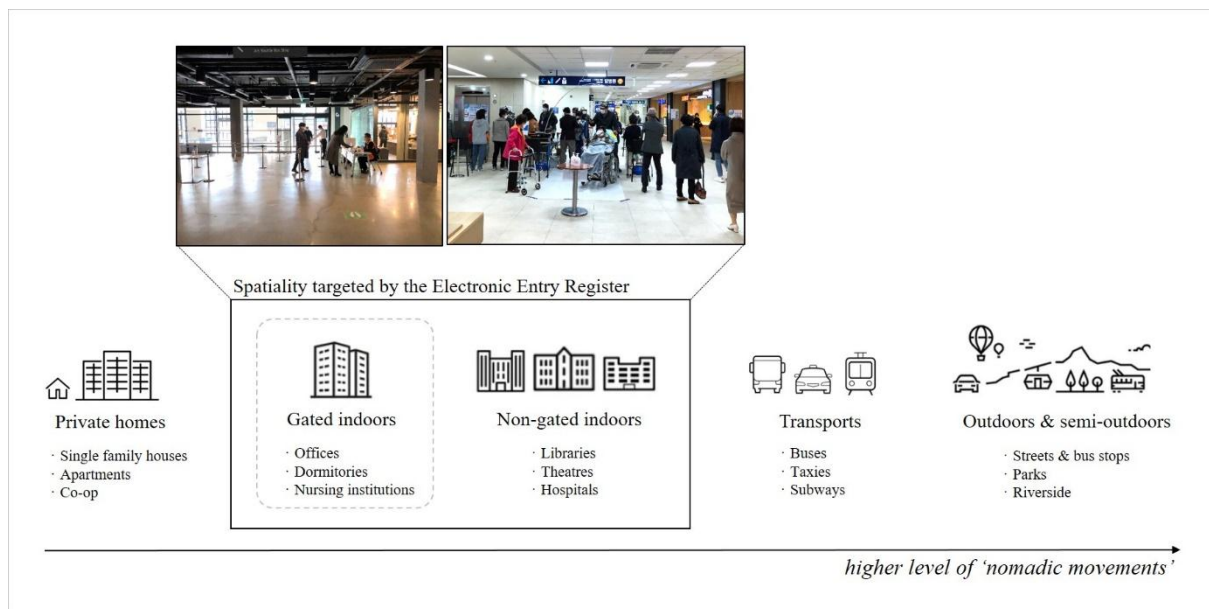 Spatiality targeted by the Electronic Entry Register
Private homes
· Single family houses
· Apartments
· Co-op
Gated indoors
· Offices
· Dormitories
· Nursing institutions
Non-gated indoors
· Libraries
· Theatres
· Hospitals
Transports
· Buses
· Taxies
· Subways
Outdoors & semi-outdoors
· Streets & bus stops
· Parks
· Riverside
higher level of ‘nomadic movements’